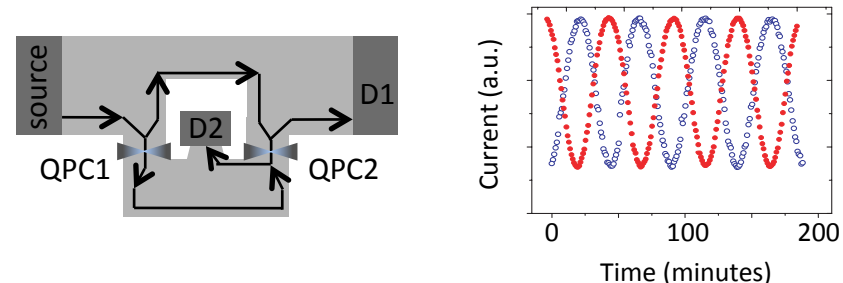 source
D1
D2
QPC1
QPC2
Current (a.u.)
0
100
200
Time (minutes)